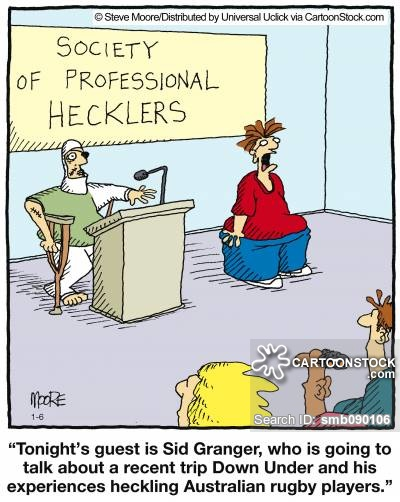 © Steve Moore/Distributed by Universal Uclick via CartoonStock.com
SOCIETY
OF PROFESSIONAL
HECKLERS
CARTOONSTOCK
.com
Search ID: smb090106
MOORE
1-6
“Tonight’s guest is Sid Granger, who is going to
talk about a recent trip Down Under and his
experiences heckling Australian rugby players.”